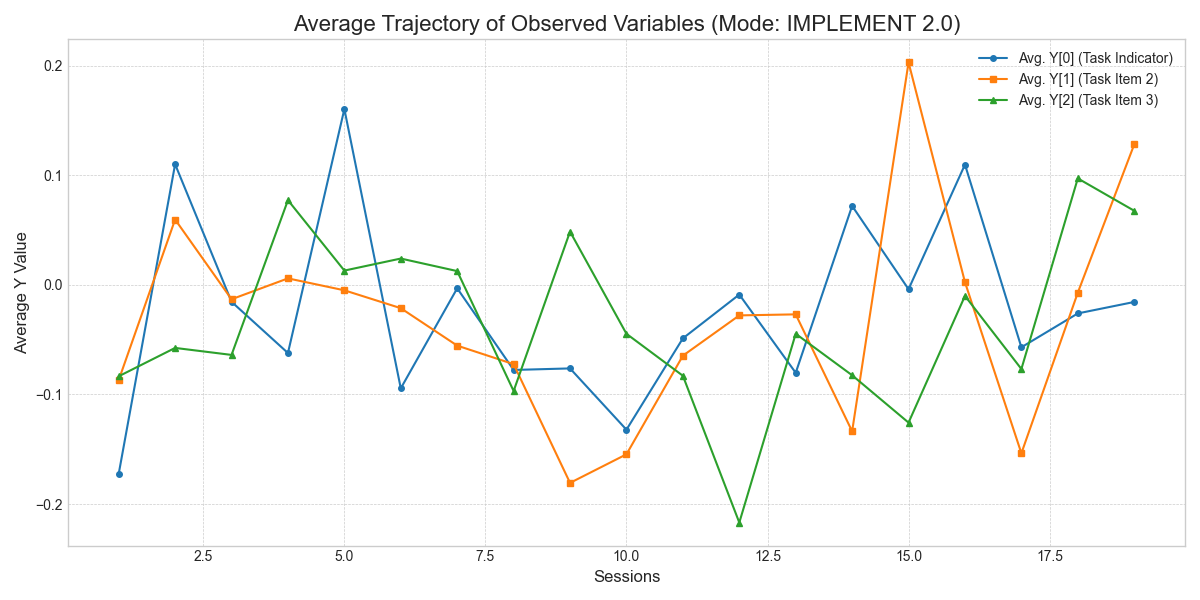 Average Trajectory of Observed Variables (Mode: IMPLEMENT 2.0)
Avg. Y[0] (Task Indicator)
Avg. Y[1] (Task Item 2)
Avg. Y[2] (Task Item 3)
Average Y Value
0.2
0.1
0.0
−0.1
−0.2
2.5 5.0 7.5 10.0 12.5 15.0 17.5
Sessions